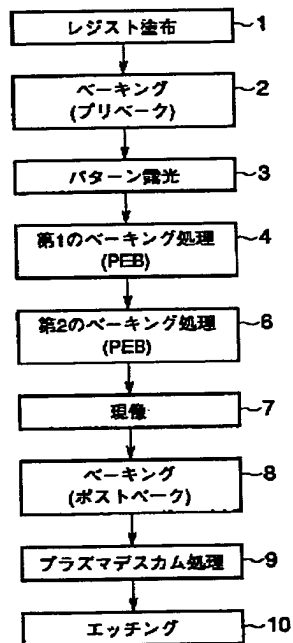 レジスト塗布
1
ベーキング
(プリベーク)
2
パターン露光
3
第1のベーキング処理
(PEB)
4
第2のベーキング処理
(PEB)
6
現像
7
ベーキング
(ポストベーク)
8
プラズマデスカム処理
9
エッチング
10